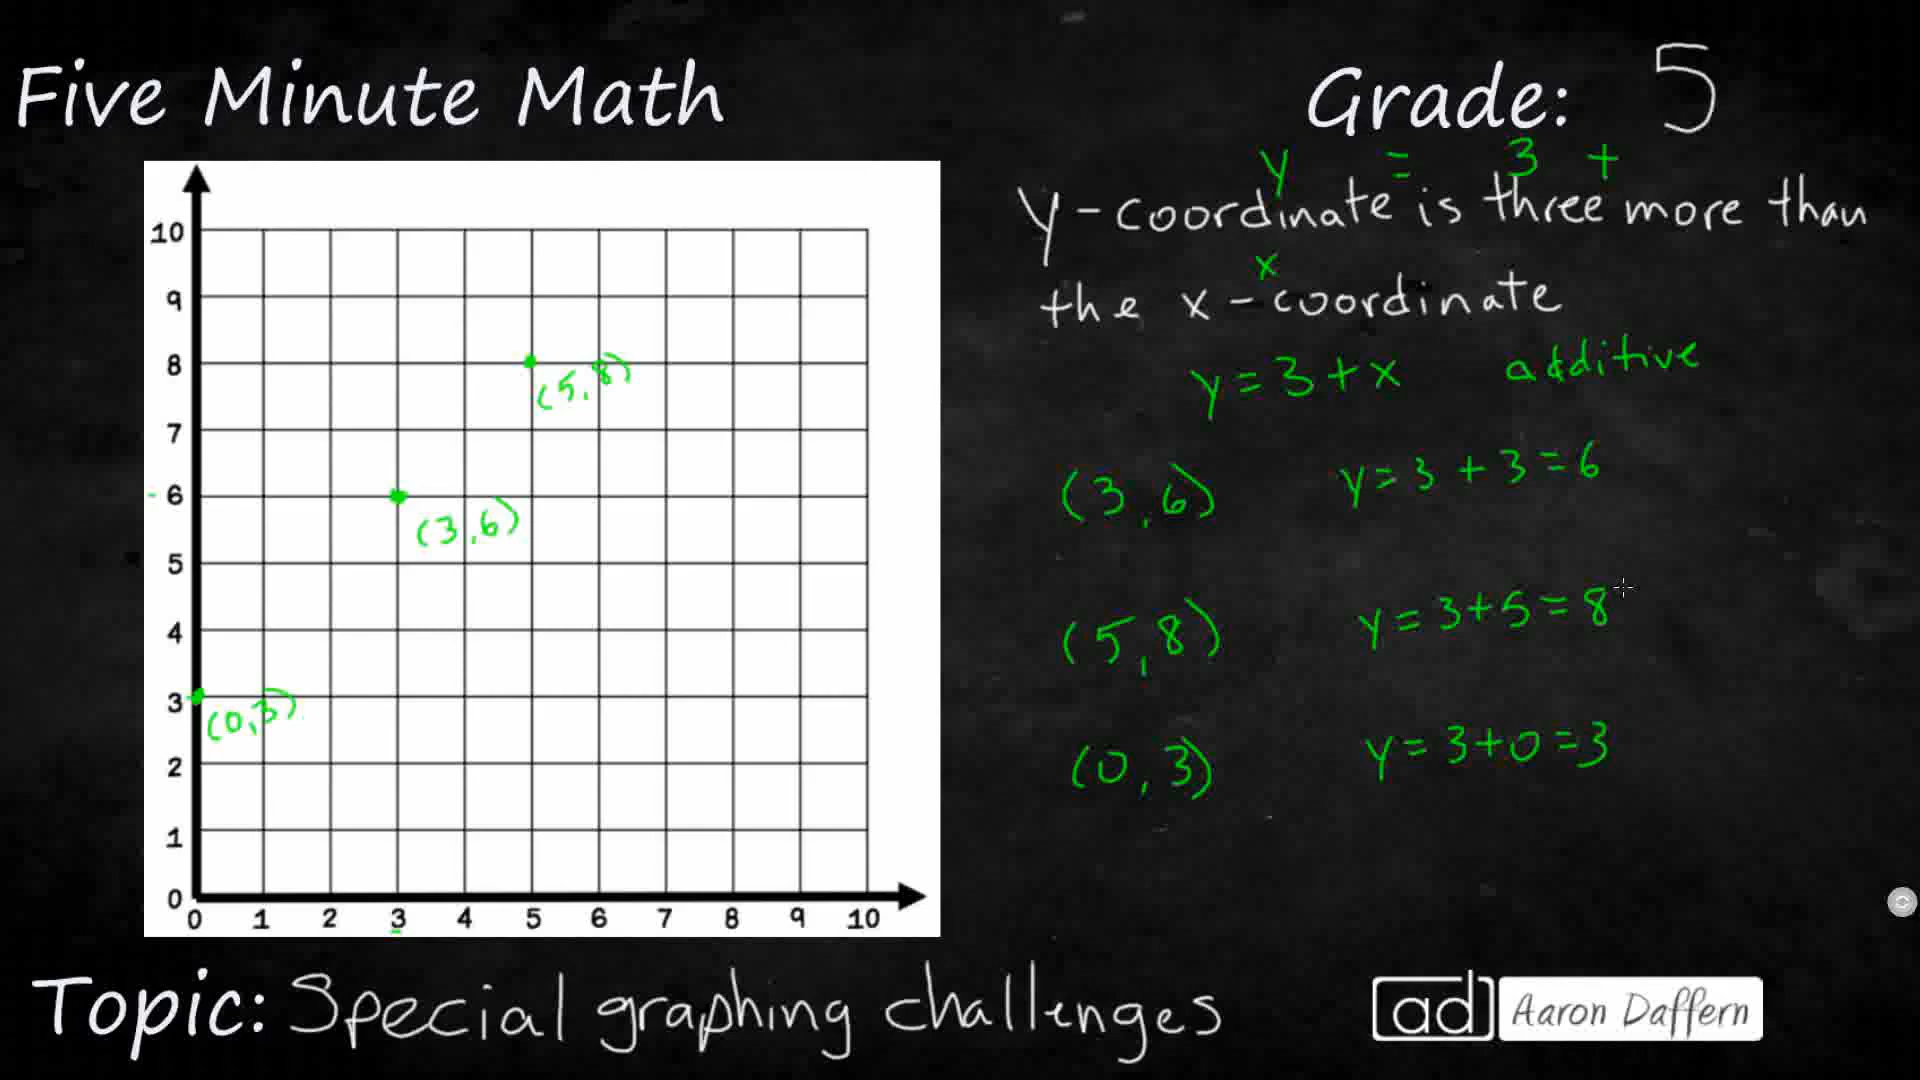 Five Minute Math
Grade: 5
y = 3 +
y-coordinate is three more than
x
the x-coordinate
y = 3 + x additive
(3, 6) y = 3 + 3 = 6
(5, 8) y = 3 + 5 = 8
(0, 3) y = 3 + 0 = 3
10
9
8
(5, 8)
7
6
(3, 6)
5
4
3
(0, 3)
2
1
0
0 1 2 3 4 5 6 7 8 9 10
Topic: Special graphing challenges
ad Aaron Daffern